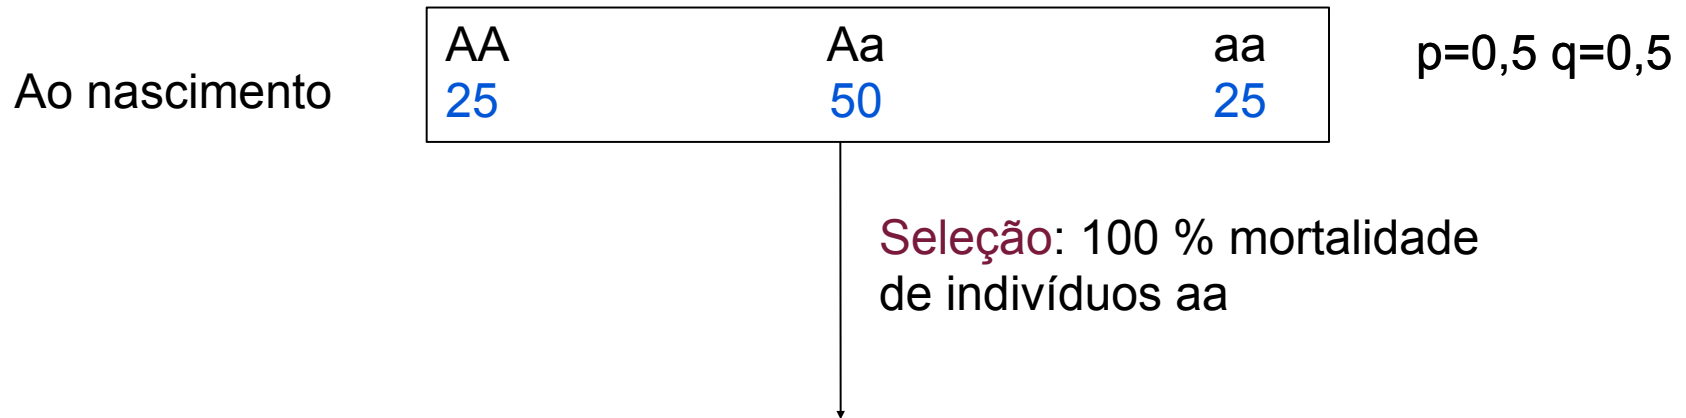 AA Aa aa
p=0,5 q=0,5
Ao nascimento
25 50 25
Seleção: 100 % mortalidade
de indivíduos aa